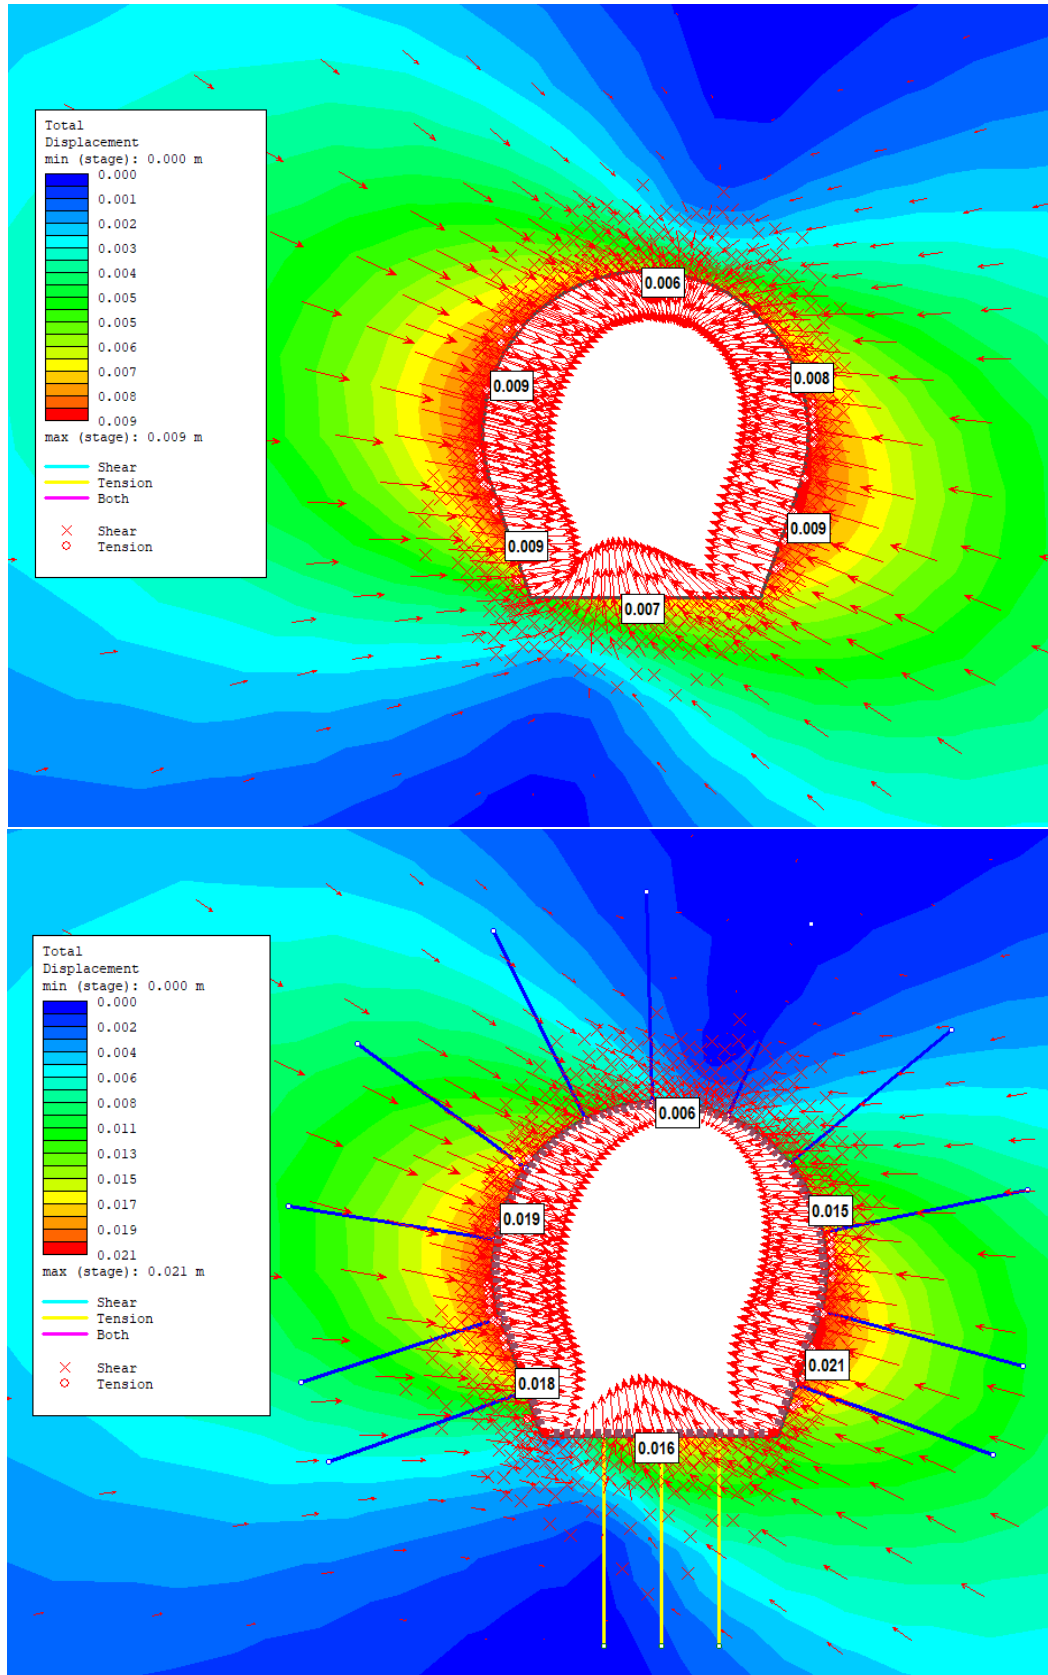 Total
Displacement
min (stage): 0.000 m
0.000
0.001
0.002
0.003
0.004
0.005
0.005
0.006
0.007
0.008
0.009
max (stage): 0.009 m
Shear
Tension
Both
Shear
Tension
0.006
0.009
0.008
0.009
0.009
0.007
Total
Displacement
min (stage): 0.000 m
0.000
0.002
0.004
0.006
0.008
0.011
0.013
0.015
0.017
0.019
0.021
max (stage): 0.021 m
Shear
Tension
Both
Shear
Tension
0.006
0.019
0.015
0.018
0.021
0.016